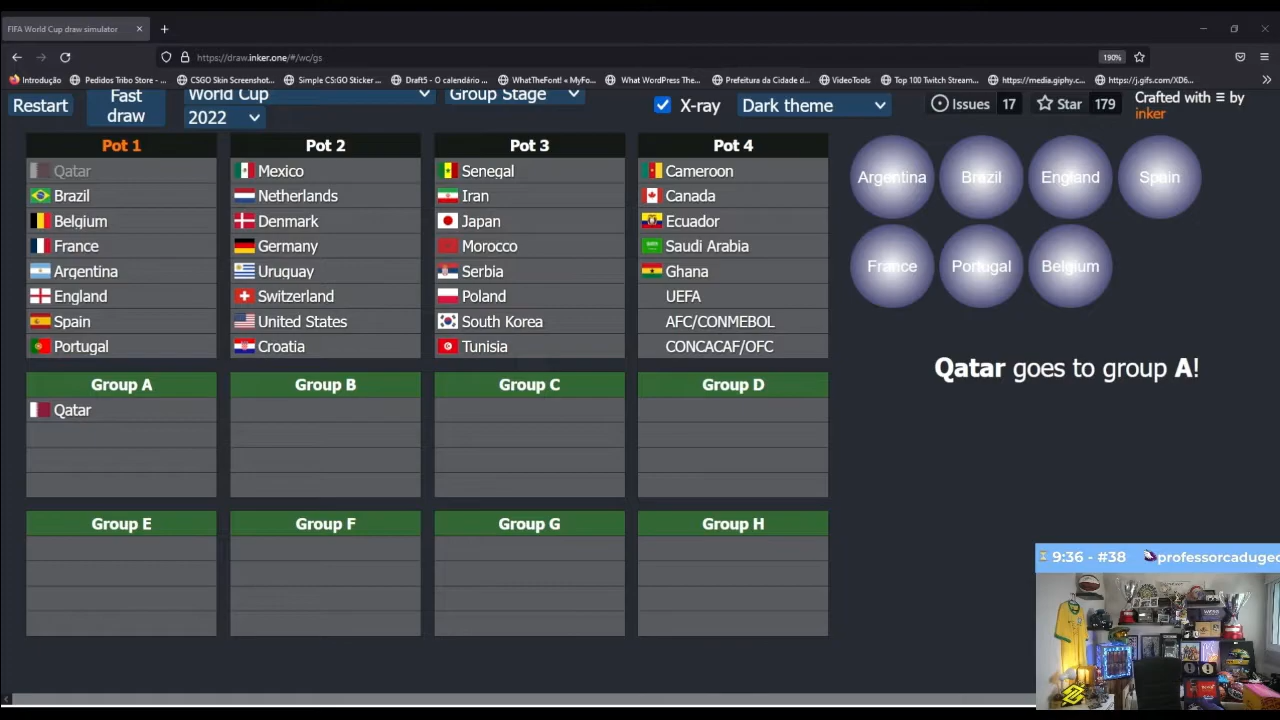 FIFA World Cup draw simulator
https://draw.inker.one/#/wc/gs
190%
Introdução
Pedidos Tribo Store - ...
CSGO Skin Screenshot...
Simple CS:GO Sticker ...
Draft5 - O calendário ...
WhatTheFont! « MyFo...
What WordPress The...
Prefeitura da Cidade d...
VideoTools
Top 100 Twitch Stream...
https://media.giphy.c...
https://j.gifs.com/XD6...
Restart
Fast
draw
World Cup
2022
Group Stage
X-ray
Dark theme
Issues 17
Star 179
Crafted with by
inker
Pot 1 Pot 2 Pot 3 Pot 4
Qatar Mexico Senegal Cameroon
Brazil Netherlands Iran Canada
Belgium Denmark Japan Ecuador
France Germany Morocco Saudi Arabia
Argentina Uruguay Serbia Ghana
England Switzerland Poland UEFA
Spain United States South Korea AFC/CONMEBOL
Portugal Croatia Tunisia CONCACAF/OFC
Argentina Brazil England Spain
France Portugal Belgium
Qatar goes to group A!
Group A Group B Group C Group D
Qatar
Group E Group F Group G Group H
9:36 - #38 professorcadugeo